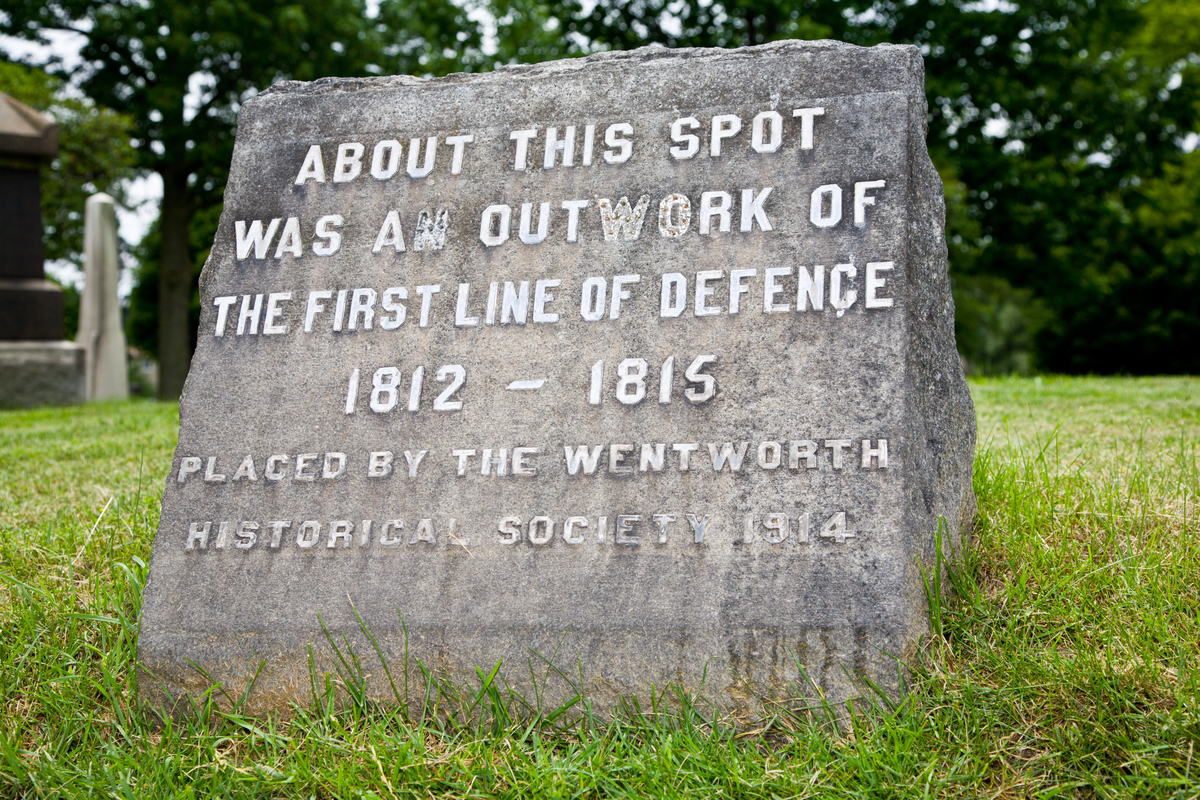 ABOUT THIS SPOT
WAS AN OUTWORK OF
THE FIRST LINE OF DEFENCE
1812 – 1815
PLACED BY THE WENTWORTH
HISTORICAL SOCIETY 1914